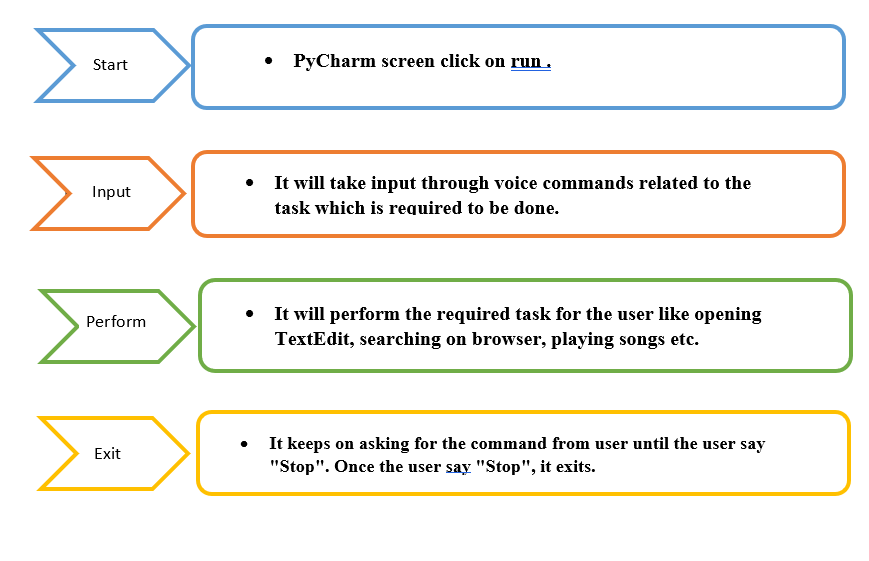 Start
• PyCharm screen click on run .
Input
• It will take input through voice commands related to the
task which is required to be done.
Perform
• It will perform the required task for the user like opening
TextEdit, searching on browser, playing songs etc.
Exit
• It keeps on asking for the command from user until the user say
"Stop". Once the user say "Stop", it exits.